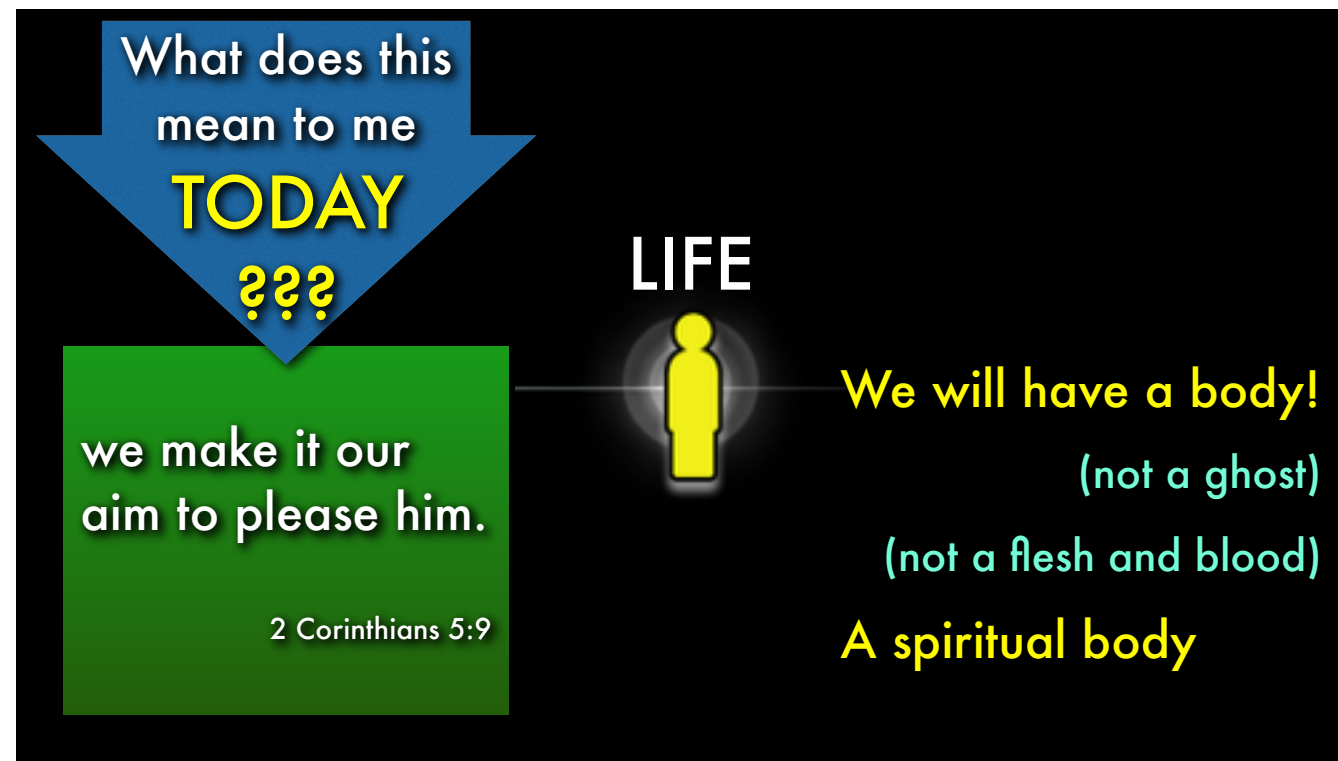 What does this
mean to me
TODAY
???
we make it our
aim to please him.
2 Corinthians 5:9
LIFE
We will have a body!
(not a ghost)
(not a flesh and blood)
A spiritual body